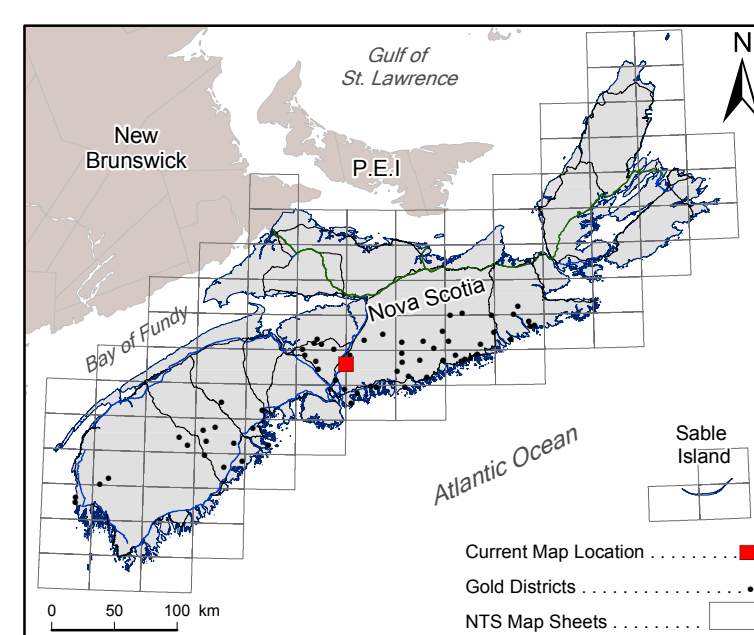 N
Gulf of
St. Lawrence
New
Brunswick
P.E.I
Nova Scotia
Bay of Fundy
Sable
Island
Atlantic Ocean
Current Map Location . . . . . . . . .
Gold Districts . . . . . . . . . . . . . . . .
NTS Map Sheets . . . . . . . . .
0 50 100 km